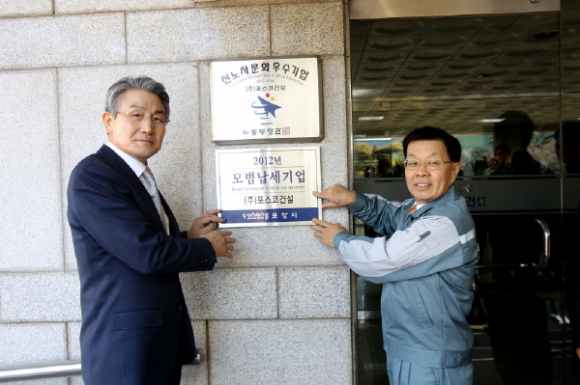 신노사문화우수기업
(주)포스코건설
노동부장관
2012년
모범납세기업
(주)포스코건설
포항시